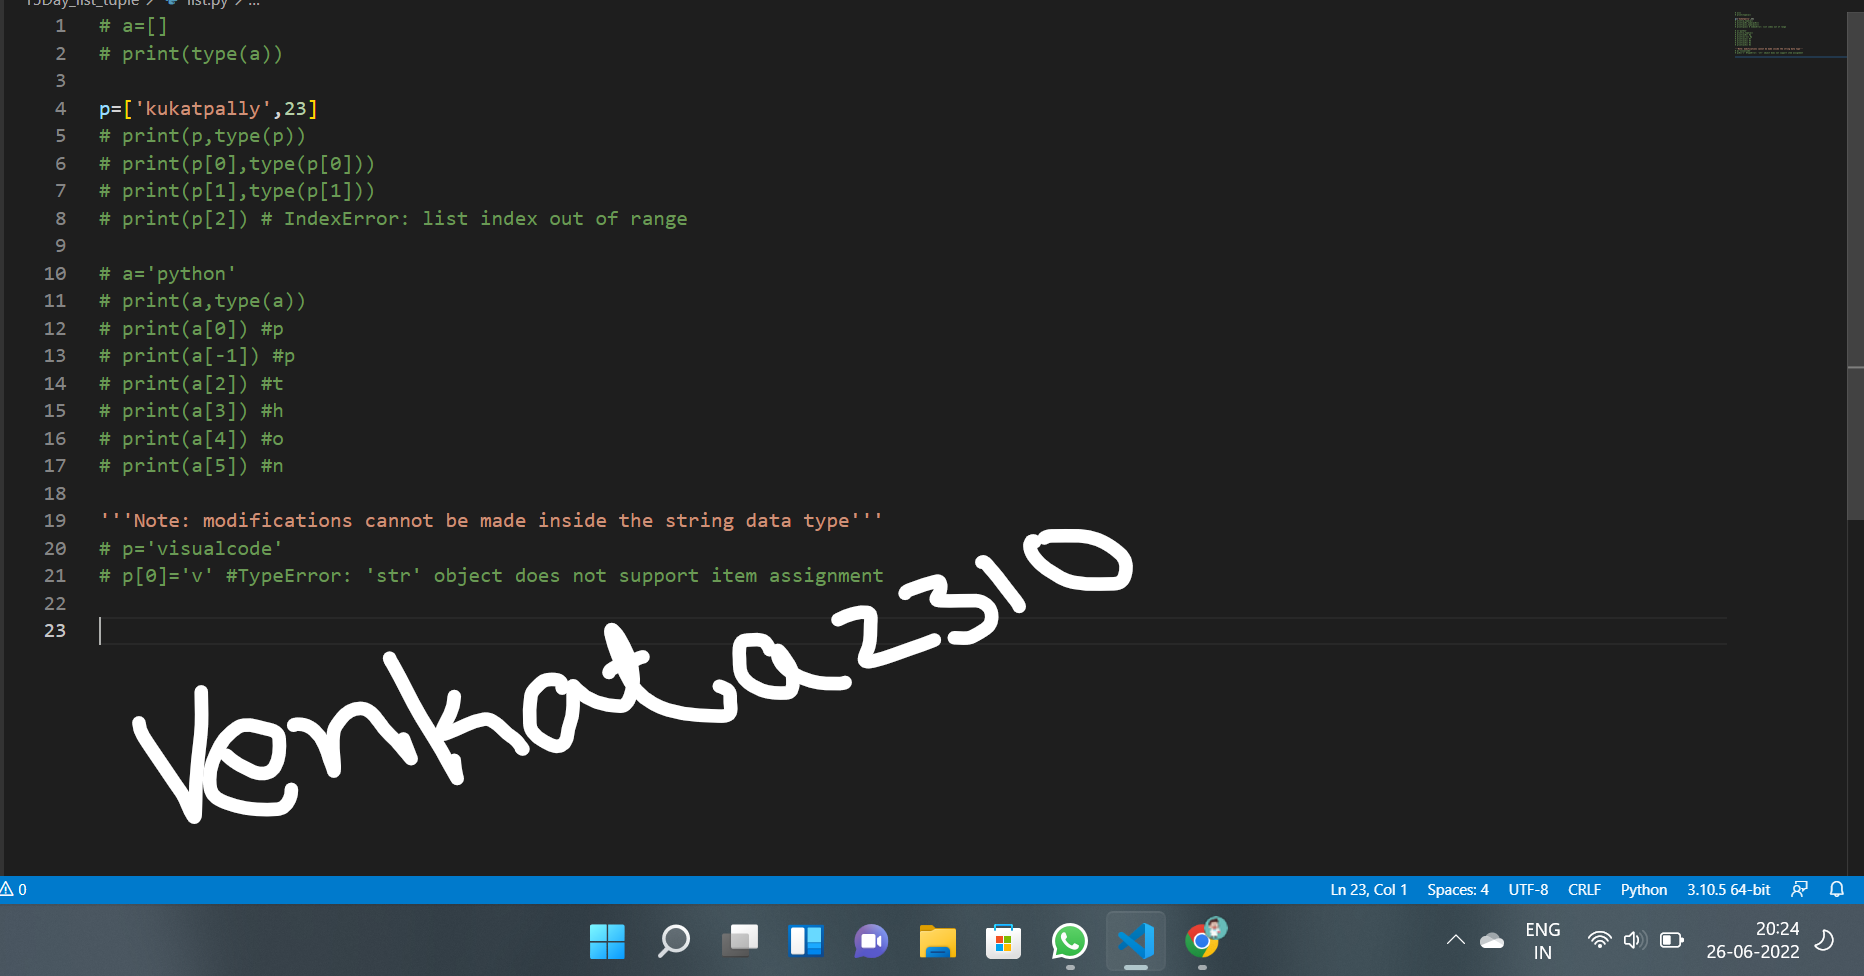 list.py > ...
1 # a=[]
2 # print(type(a))
3
4 p=['kukatpally',23]
5 # print(p,type(p))
6 # print(p[0],type(p[0]))
7 # print(p[1],type(p[1]))
8 # print(p[2]) # IndexError: list index out of range
9
10 # a='python'
11 # print(a,type(a))
12 # print(a[0]) #p
13 # print(a[-1]) #p
14 # print(a[2]) #t
15 # print(a[3]) #h
16 # print(a[4]) #o
17 # print(a[5]) #n
18
19 '''Note: modifications cannot be made inside the string data type'''
20 # p='visualcode'
21 # p[0]='v' #TypeError: 'str' object does not support item assignment
22
23
Venkata2310
0 Ln 23, Col 1 Spaces: 4 UTF-8 CRLF Python 3.10.5 64-bit
ENG 20:24
IN 26-06-2022